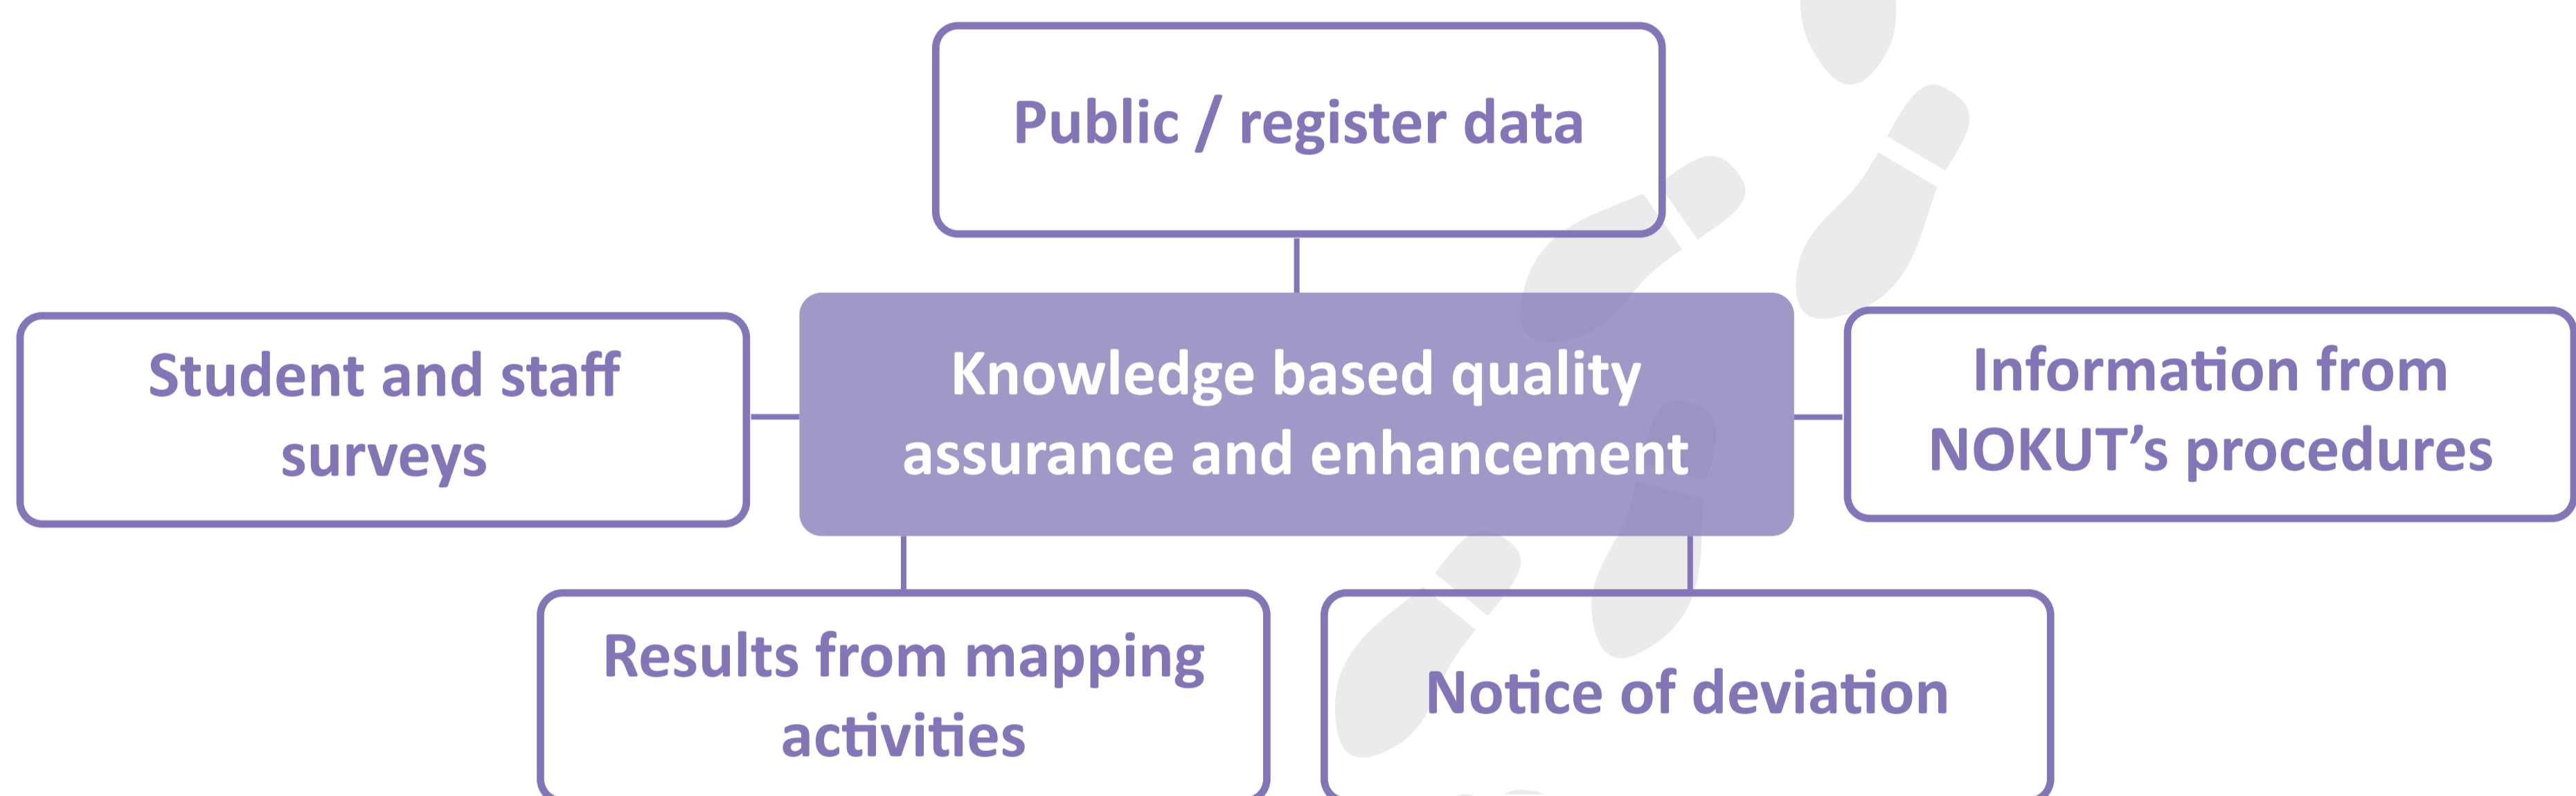 Public / register data
Student and staff
surveys
Knowledge based quality
assurance and enhancement
Information from
NOKUT’s procedures
Results from mapping
activities
Notice of deviation